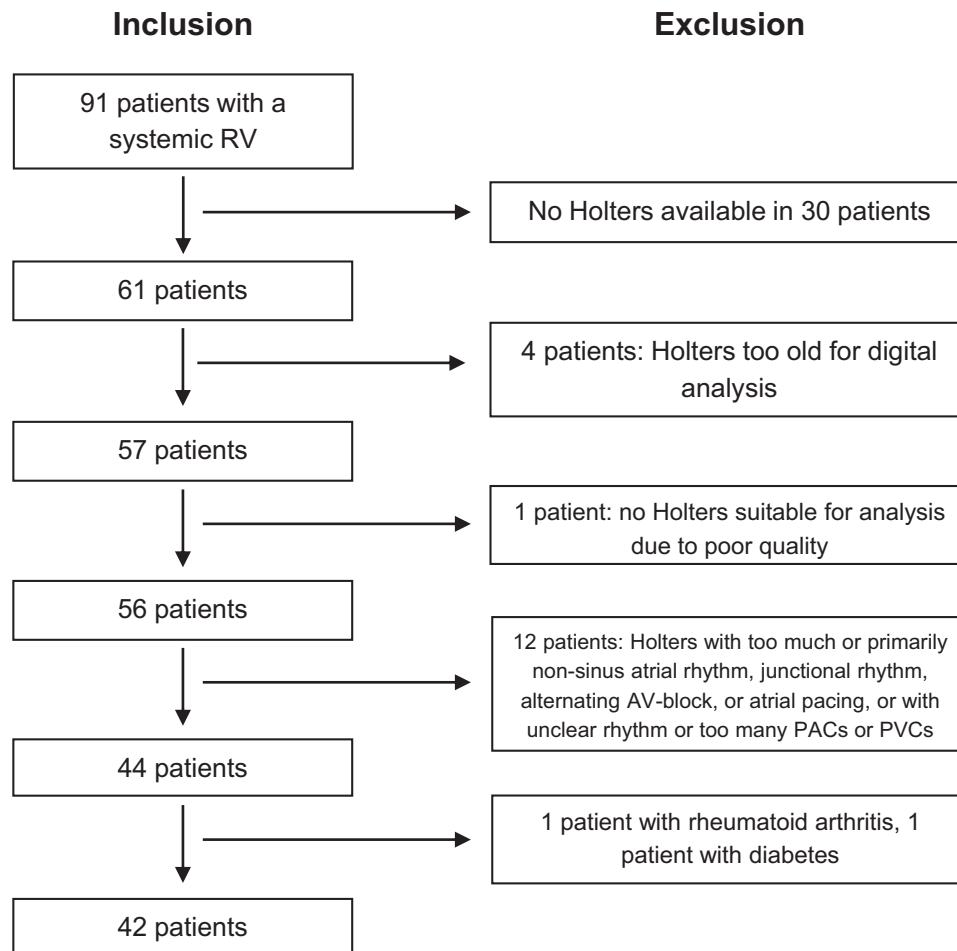 Inclusion
Exclusion
91 patients with a
systemic RV
No Holters available in 30 patients
61 patients
4 patients: Holters too old for digital
analysis
57 patients
1 patient: no Holters suitable for analysis
due to poor quality
56 patients
12 patients: Holters with too much or primarily
non-sinus atrial rhythm, junctional rhythm,
alternating AV-block, or atrial pacing, or with
unclear rhythm or too many PACs or PVCs
44 patients
1 patient with rheumatoid arthritis, 1
patient with diabetes
42 patients